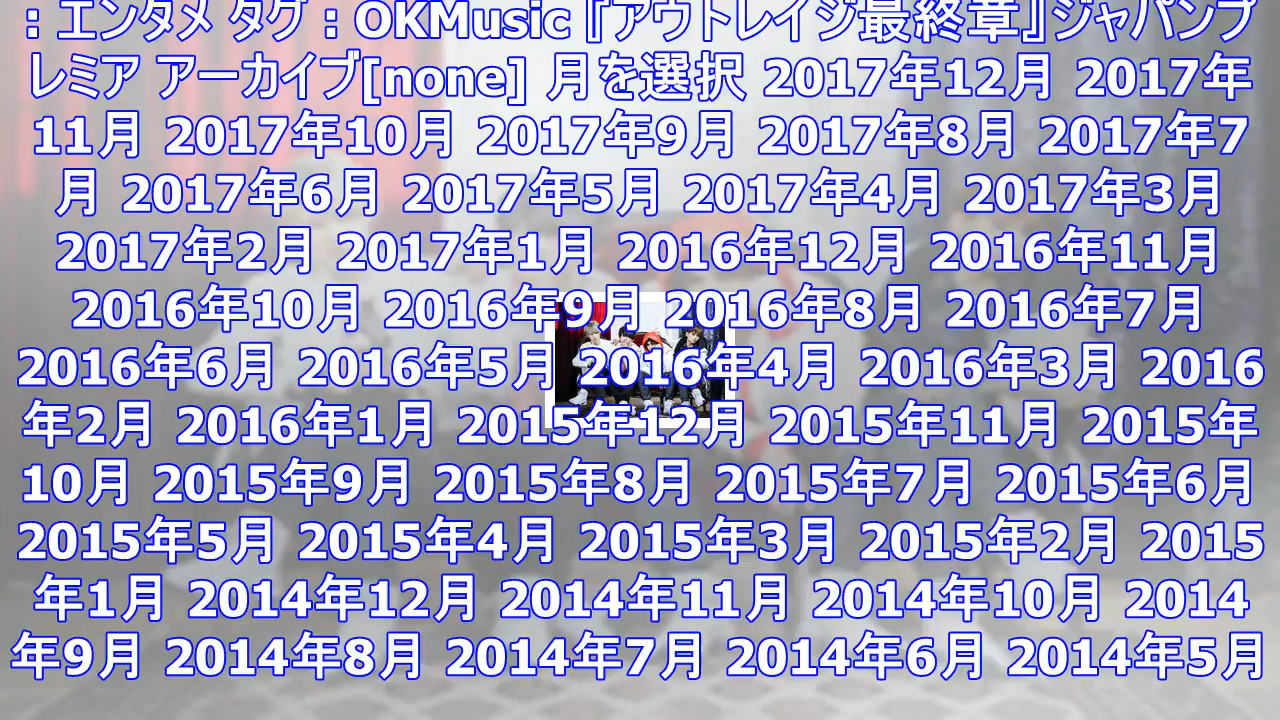 : エンタメ タグ : OKMusic 『アウトレイジ最終章』ジャパンプ
レミア アーカイブ[none] 月を選択 2017年12月 2017年
11月 2017年10月 2017年9月 2017年8月 2017年7
月 2017年6月 2017年5月 2017年4月 2017年3月
2017年2月 2017年1月 2016年12月 2016年11月
2016年10月 2016年9月 2016年8月 2016年7月
2016年6月 2016年5月 2016年4月 2016年3月 2016
年2月 2016年1月 2015年12月 2015年11月 2015年
10月 2015年9月 2015年8月 2015年7月 2015年6月
2015年5月 2015年4月 2015年3月 2015年2月 2015
年1月 2014年12月 2014年11月 2014年10月 2014
年9月 2014年8月 2014年7月 2014年6月 2014年5月